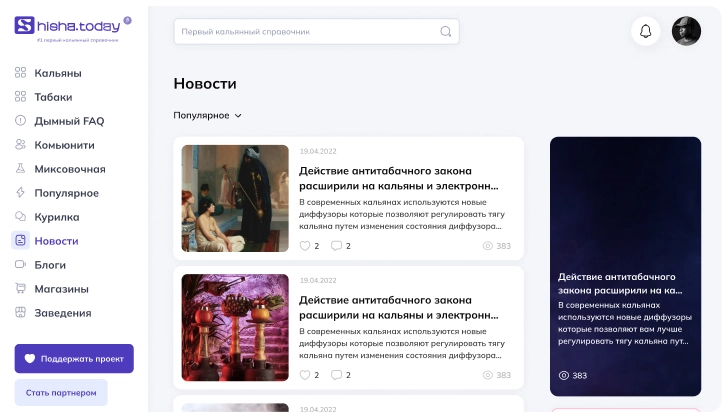 Shisha.today
β
#1 первый кальянный справочник
Первый кальянный справочник
Кальяны
Табаки
Дымный FAQ
Комьюнити
Миксовочная
Популярное
Курилка
Новости
Блоги
Магазины
Заведения
Поддержать проект
Стать партнером
Новости
Популярное
19.04.2022
Действие антитабачного закона
расширили на кальяны и электронн...
В современных кальянах используются новые
диффузоры которые позволяют регулировать тягу
кальяна путем изменения состояния диффузора...
2 2 383
19.04.2022
Действие антитабачного закона
расширили на кальяны и электронн...
В современных кальянах используются новые
диффузоры которые позволяют регулировать тягу
кальяна путем изменения состояния диффузора...
2 2 383
19.04.2022
Действие антитабачного
закона расширили на ка...
В современных кальянах
используются новые диффузоры
которые позволяют вам лучше
регулировать тягу кальяна пут...
383